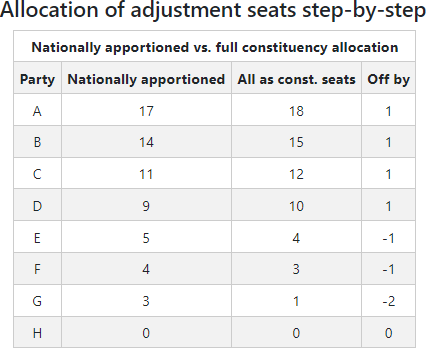 Allocation of adjustment seats step-by-step
Nationally apportioned vs. full constituency allocation
Party Nationally apportioned All as const. seats Off by
A 17 18 1
B 14 15 1
C 11 12 1
D 9 10 1
E 5 4 -1
F 4 3 -1
G 3 1 -2
H 0 0 0